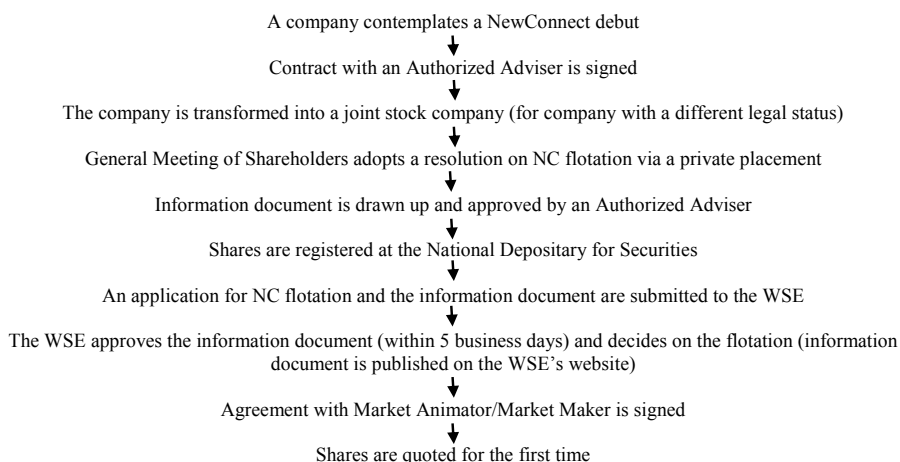 A company contemplates a NewConnect debut
Contract with an Authorized Adviser is signed
The company is transformed into a joint stock company (for company with a different legal status)
General Meeting of Shareholders adopts a resolution on NC flotation via a private placement
Information document is drawn up and approved by an Authorized Adviser
Shares are registered at the National Depositary for Securities
An application for NC flotation and the information document are submitted to the WSE
The WSE approves the information document (within 5 business days) and decides on the flotation (information
document is published on the WSE’s website)
Agreement with Market Animator/Market Maker is signed
Shares are quoted for the first time